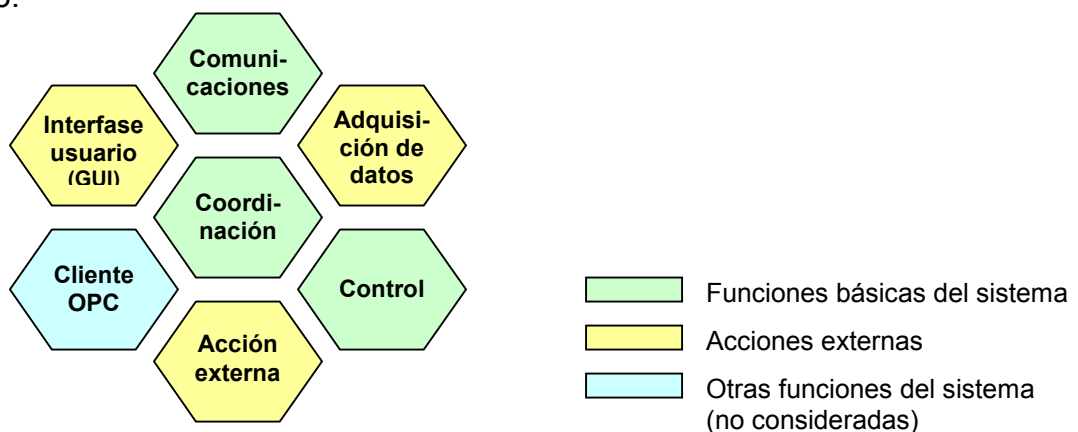 Comuni-
caciones
Interfase
usuario
(GUI)
Adquisi-
ción de
datos
Coordi-
nación
Cliente
OPC
Control
Acción
externa
Funciones básicas del sistema
Acciones externas
Otras funciones del sistema
(no consideradas)